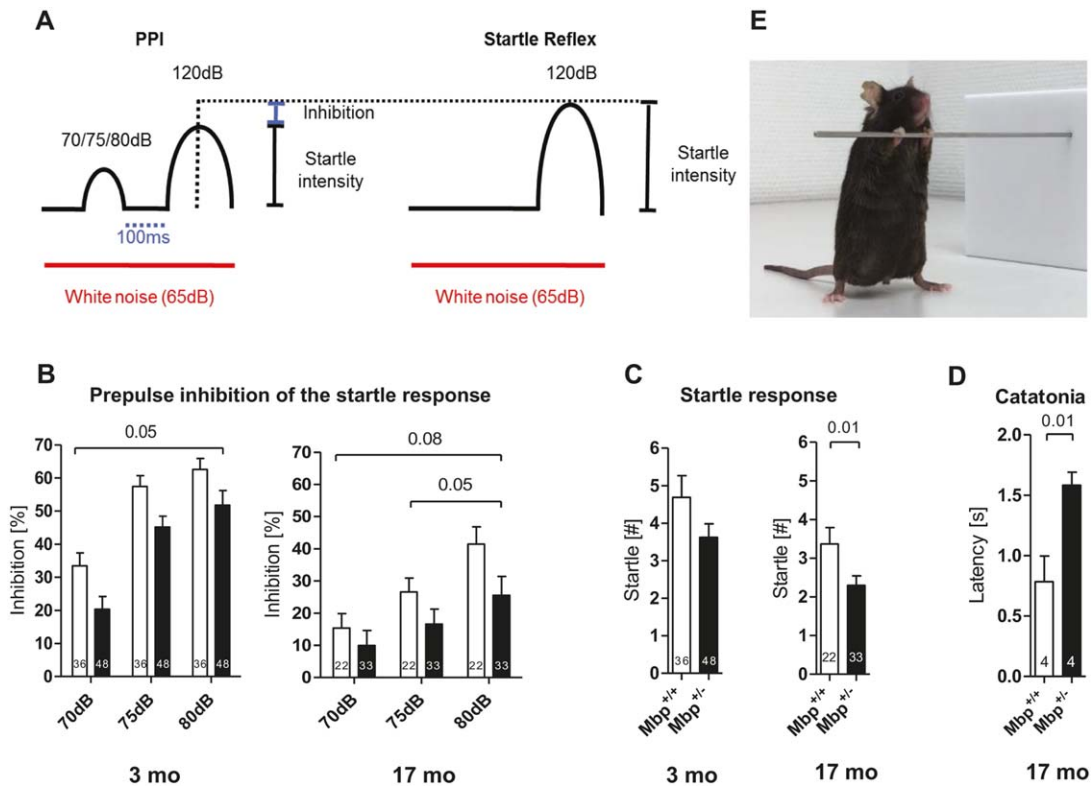 A
PPI
120dB
70/75/80dB
100ms
Inhibition
Startle
intensity
White noise (65dB)
Startle Reflex
120dB
Startle
intensity
White noise (65dB)
E
B
Prepulse inhibition of the startle response
Inhibition [%]
70
60
50
40
30
20
10
0
0.05
36
48
36
48
36
48
70dB
75dB
80dB
3 mo
Inhibition [%]
70
60
50
40
30
20
10
0
0.08
0.05
22
33
22
33
22
33
70dB
75dB
80dB
17 mo
C
Startle response
Startle [#]
6
5
4
3
2
1
0
36
48
Mbp+/+
Mbp+/-
3 mo
Startle [#]
6
5
4
3
2
1
0
0.01
22
33
Mbp+/+
Mbp+/-
17 mo
D
Catatonia
0.01
Latency [s]
2.0
1.5
1.0
0.5
0.0
4
4
Mbp+/+
Mbp+/-
17 mo